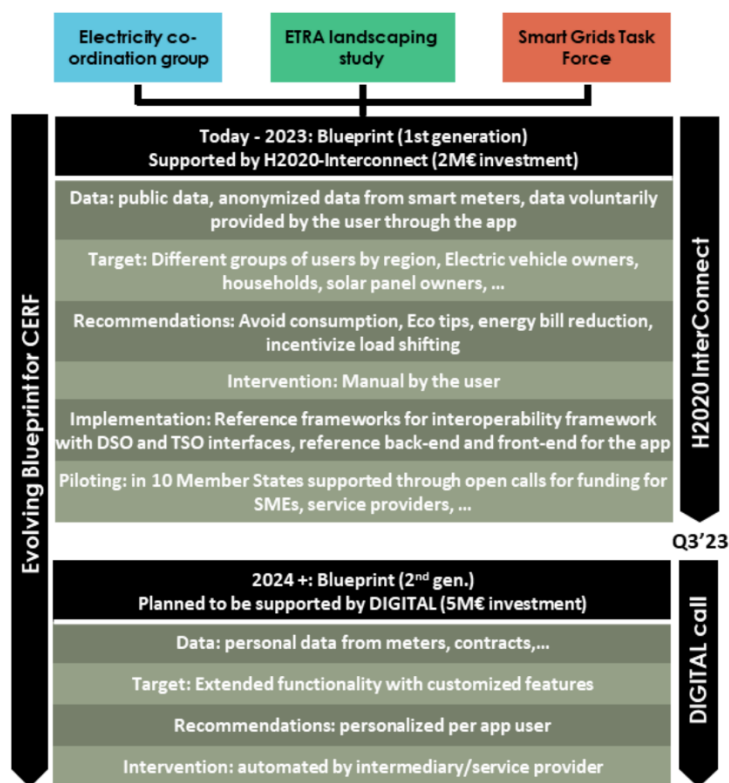 Electricity co-
ordination group
ETRA landscaping
study
Smart Grids Task
Force
Evolving Blueprint for CERF
Today - 2023: Blueprint (1st generation)
Supported by H2020-Interconnect (2M€ investment)
Data: public data, anonymized data from smart meters, data voluntarily
provided by the user through the app
Target: Different groups of users by region, Electric vehicle owners,
households, solar panel owners, ...
Recommendations: Avoid consumption, Eco tips, energy bill reduction,
incentivize load shifting
Intervention: Manual by the user
Implementation: Reference frameworks for interoperability framework
with DSO and TSO interfaces, reference back-end and front-end for the app
Piloting: in 10 Member States supported through open calls for funding for
SMEs, service providers, ...
H2020 InterConnect
Q3’23
2024 +: Blueprint (2nd gen.)
Planned to be supported by DIGITAL (5M€ investment)
Data: personal data from meters, contracts,...
Target: Extended functionality with customized features
Recommendations: personalized per app user
Intervention: automated by intermediary/service provider
DIGITAL call